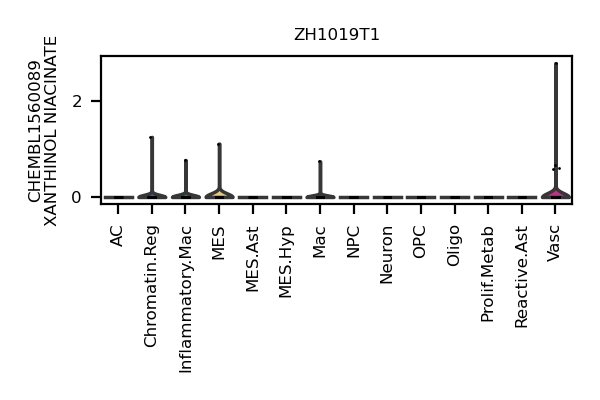 ZH1019T1
CHEMBL1560089
XANTHINOL NIACINATE
2
0
AC
Chromatin.Reg
Inflammatory.Mac
MES
MES.Ast
MES.Hyp
Mac
NPC
Neuron
OPC
Oligo
Prolif.Metab
Reactive.Ast
Vasc